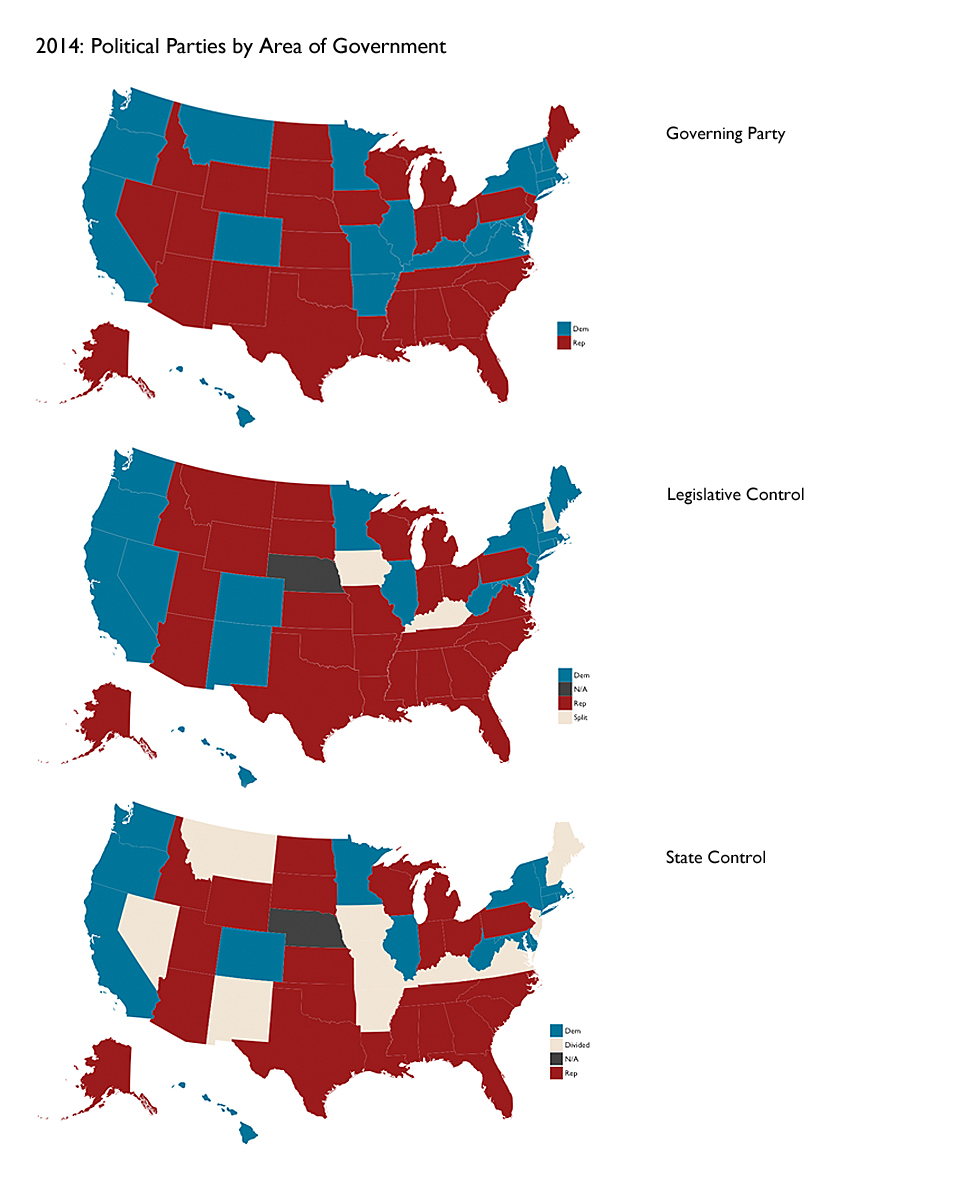 2014: Political Parties by Area of Government
Governing Party
Dem
Rep
Legislative Control
Dem
N/A
Rep
Split
State Control
Dem
Divided
N/A
Rep